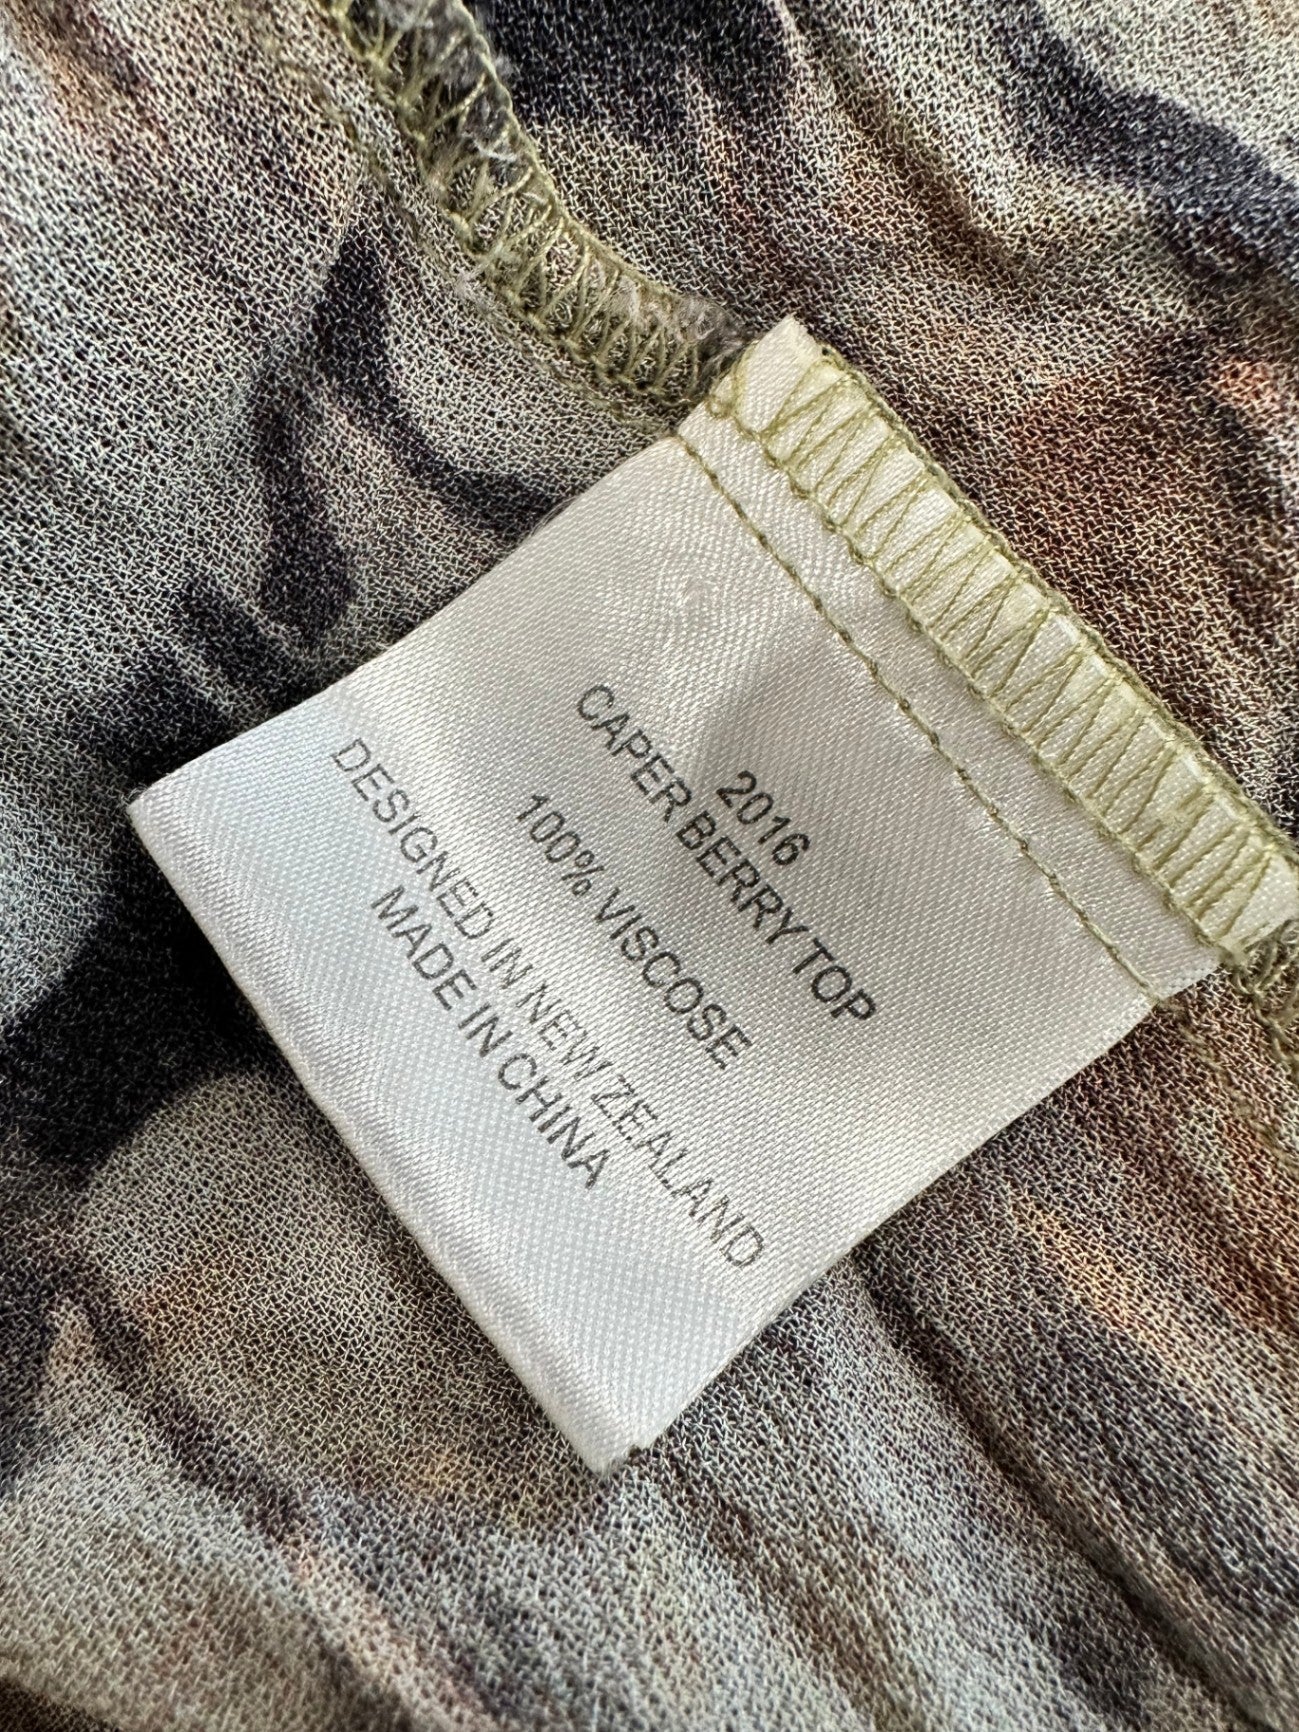 2016
CAPER BERRY TOP
100% VISCOSE
DESIGNED IN NEW ZEALAND
MADE IN CHINA